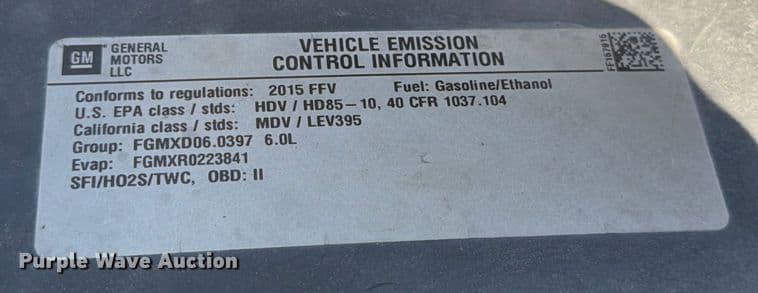 GM
GENERAL
MOTORS
LLC
VEHICLE EMISSION
CONTROL INFORMATION
FF157915
Conforms to regulations: 2015 FFV Fuel: Gasoline/Ethanol
U.S. EPA class / stds: HDV / HD85-10, 40 CFR 1037.104
California class / stds: MDV / LEV395
Group: FGMXD06.0397 6.0L
Evap: FGMXR0223841
SFI/HO2S/TWC, OBD: II
Purple Wave Auction